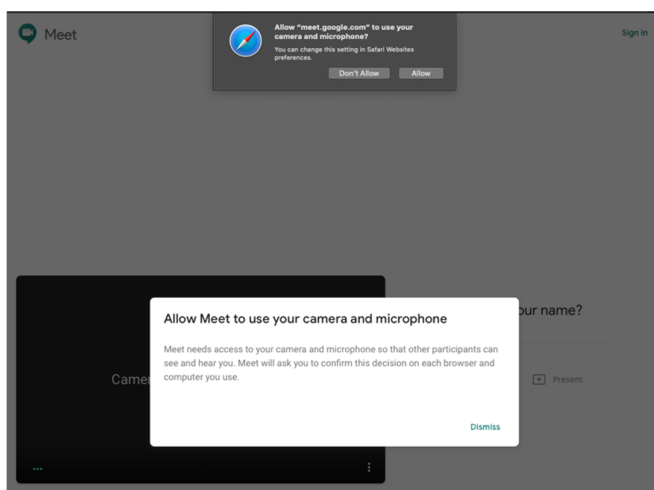 Meet
Allow “meet.google.com” to use your
camera and microphone?
You can change this setting in Safari Websites
preferences.
Don't Allow
Allow
Sign in
Allow Meet to use your camera and microphone
Meet needs access to your camera and microphone so that other participants can
see and hear you. Meet will ask you to confirm this decision on each browser and
computer you use.
Dismiss
Camer
our name?
Present